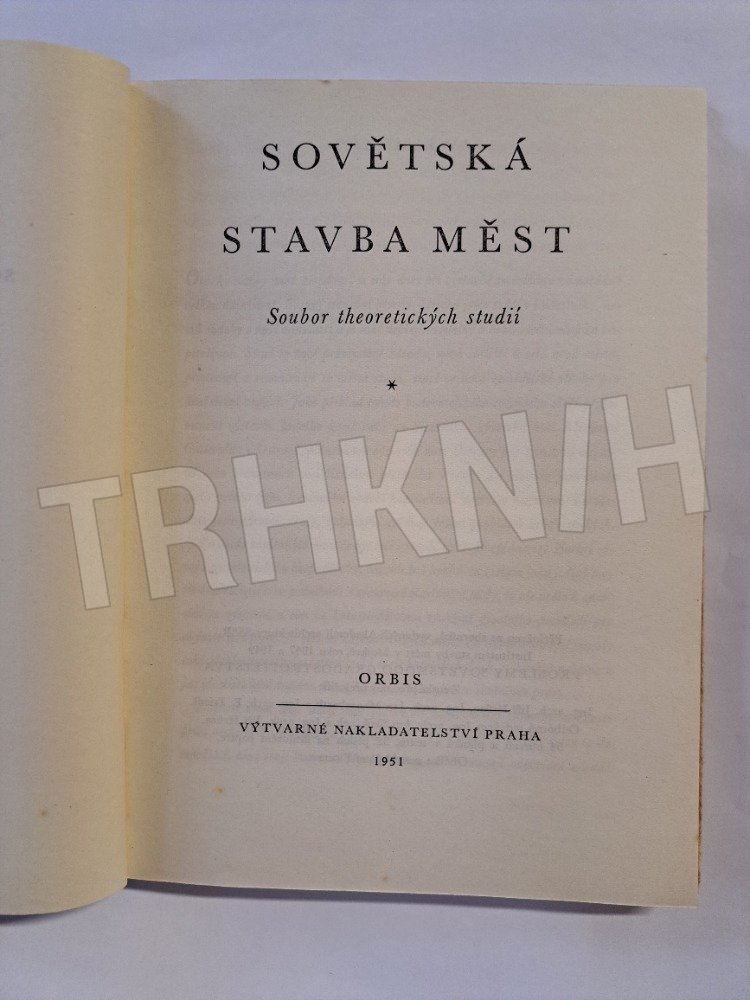 SOVĚTSKÁ
STAVBA MĚST
Soubor theoretických studií
*
TRHKNIH
ORBIS
VÝTVARNÉ NAKLADATELSTVÍ PRAHA
1951